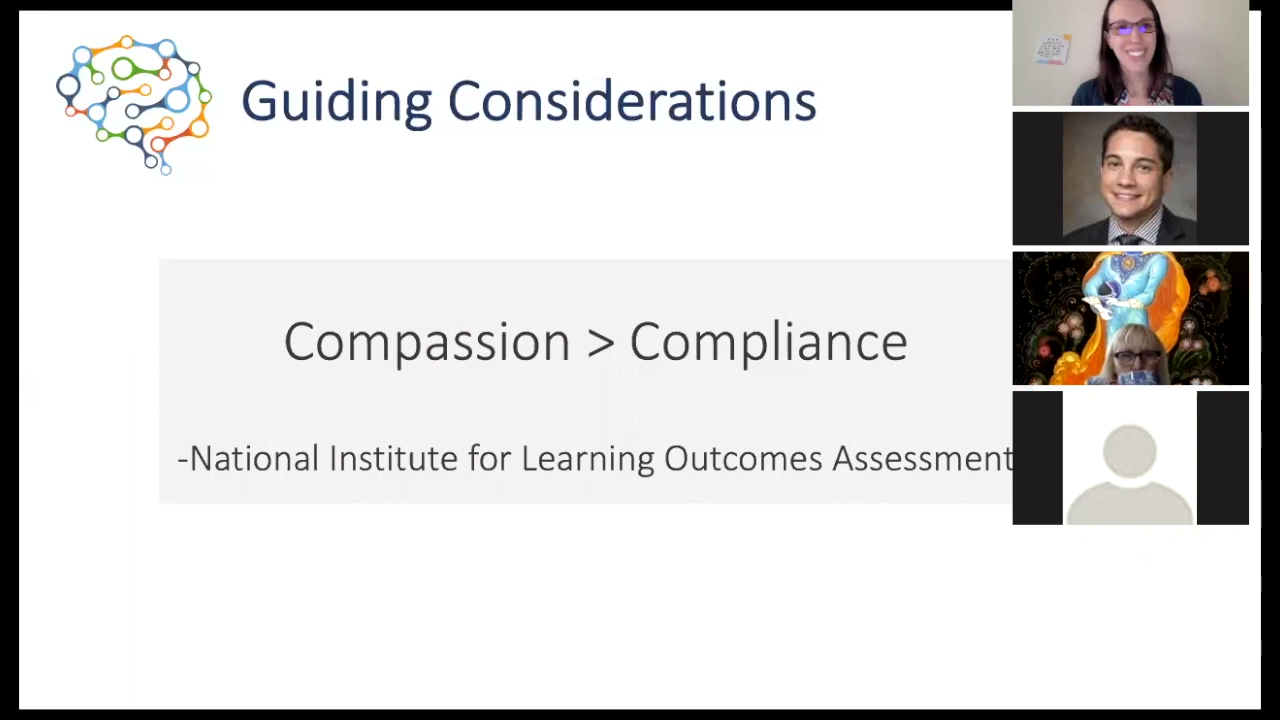 Guiding Considerations
Compassion > Compliance
-National Institute for Learning Outcomes Assessment